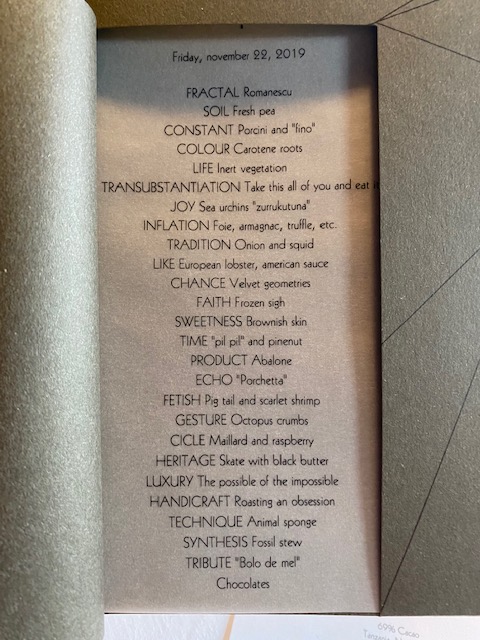 Friday, november 22, 2019
FRACTAL Romanescu
SOIL Fresh pea
CONSTANT Porcini and "fino"
COLOUR Carotene roots
LIFE Inert vegetation
TRANSUBSTANTIATION Take this all of you and eat it
JOY Sea urchins "zurrukutuna"
INFLATION Foie, armagnac, truffle, etc.
TRADITION Onion and squid
LIKE European lobster, american sauce
CHANCE Velvet geometries
FAITH Frozen sigh
SWEETNESS Brownish skin
TIME "pil pil" and pinenut
PRODUCT Abalone
ECHO "Porchetta"
FETISH Pig tail and scarlet shrimp
GESTURE Octopus crumbs
CICLE Maillard and raspberry
HERITAGE Skate with black butter
LUXURY The possible of the impossible
HANDICRAFT Roasting an obsession
TECHNIQUE Animal sponge
SYNTHESIS Fossil stew
TRIBUTE "Bolo de mel"
Chocolates
69% Cacao